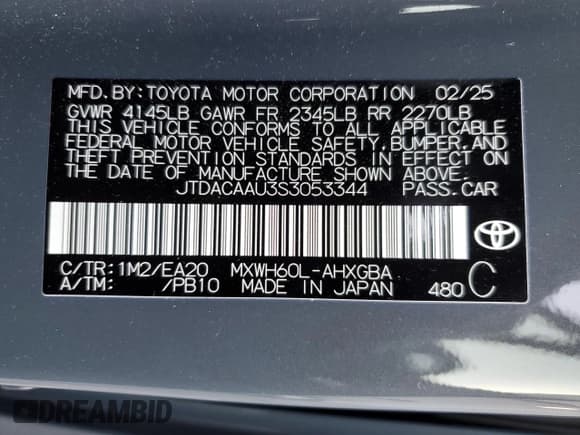 MFD. BY: TOYOTA MOTOR CORPORATION 02/25
GVWR 4145LB GAWR FR 2345LB RR 2270LB
THIS VEHICLE CONFORMS TO ALL APPLICABLE
FEDERAL MOTOR VEHICLE SAFETY, BUMPER, AND
THEFT PREVENTION STANDARDS IN EFFECT ON
THE DATE OF MANUFACTURE SHOWN ABOVE.
JTDACAAU3S3053344 PASS. CAR
C/TR: 1M2/EA20 MXWH60L-AHXGBA
A/TM: /PB10 MADE IN JAPAN 480 C
DREAMBID